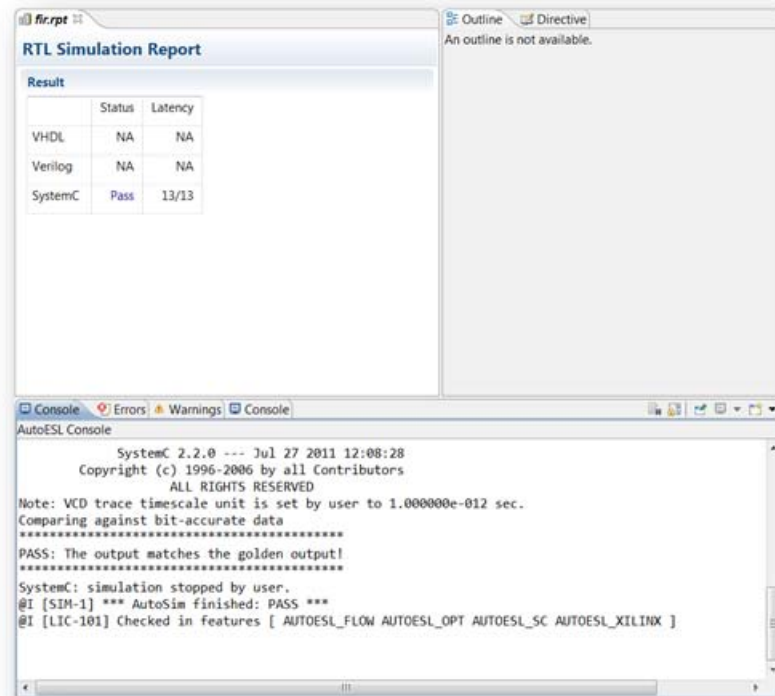 fir.rpt
RTL Simulation Report
Result
Status Latency
VHDL NA NA
Verilog NA NA
SystemC Pass 13/13
Outline Directive
An outline is not available.
Console Errors Warnings Console
AutoESL Console
SystemC 2.2.0 --- Jul 27 2011 12:08:28
Copyright (c) 1996-2006 by all Contributors
ALL RIGHTS RESERVED
Note: VCD trace timescale unit is set by user to 1.000000e-012 sec.
Comparing against bit-accurate data
*******************************************
PASS: The output matches the golden output!
*******************************************
SystemC: simulation stopped by user.
@I [SIM-1] *** AutoSim finished: PASS ***
@I [LIC-101] Checked in features [ AUTOESL_FLOW AUTOESL_OPT AUTOESL_SC AUTOESL_XILINX ]